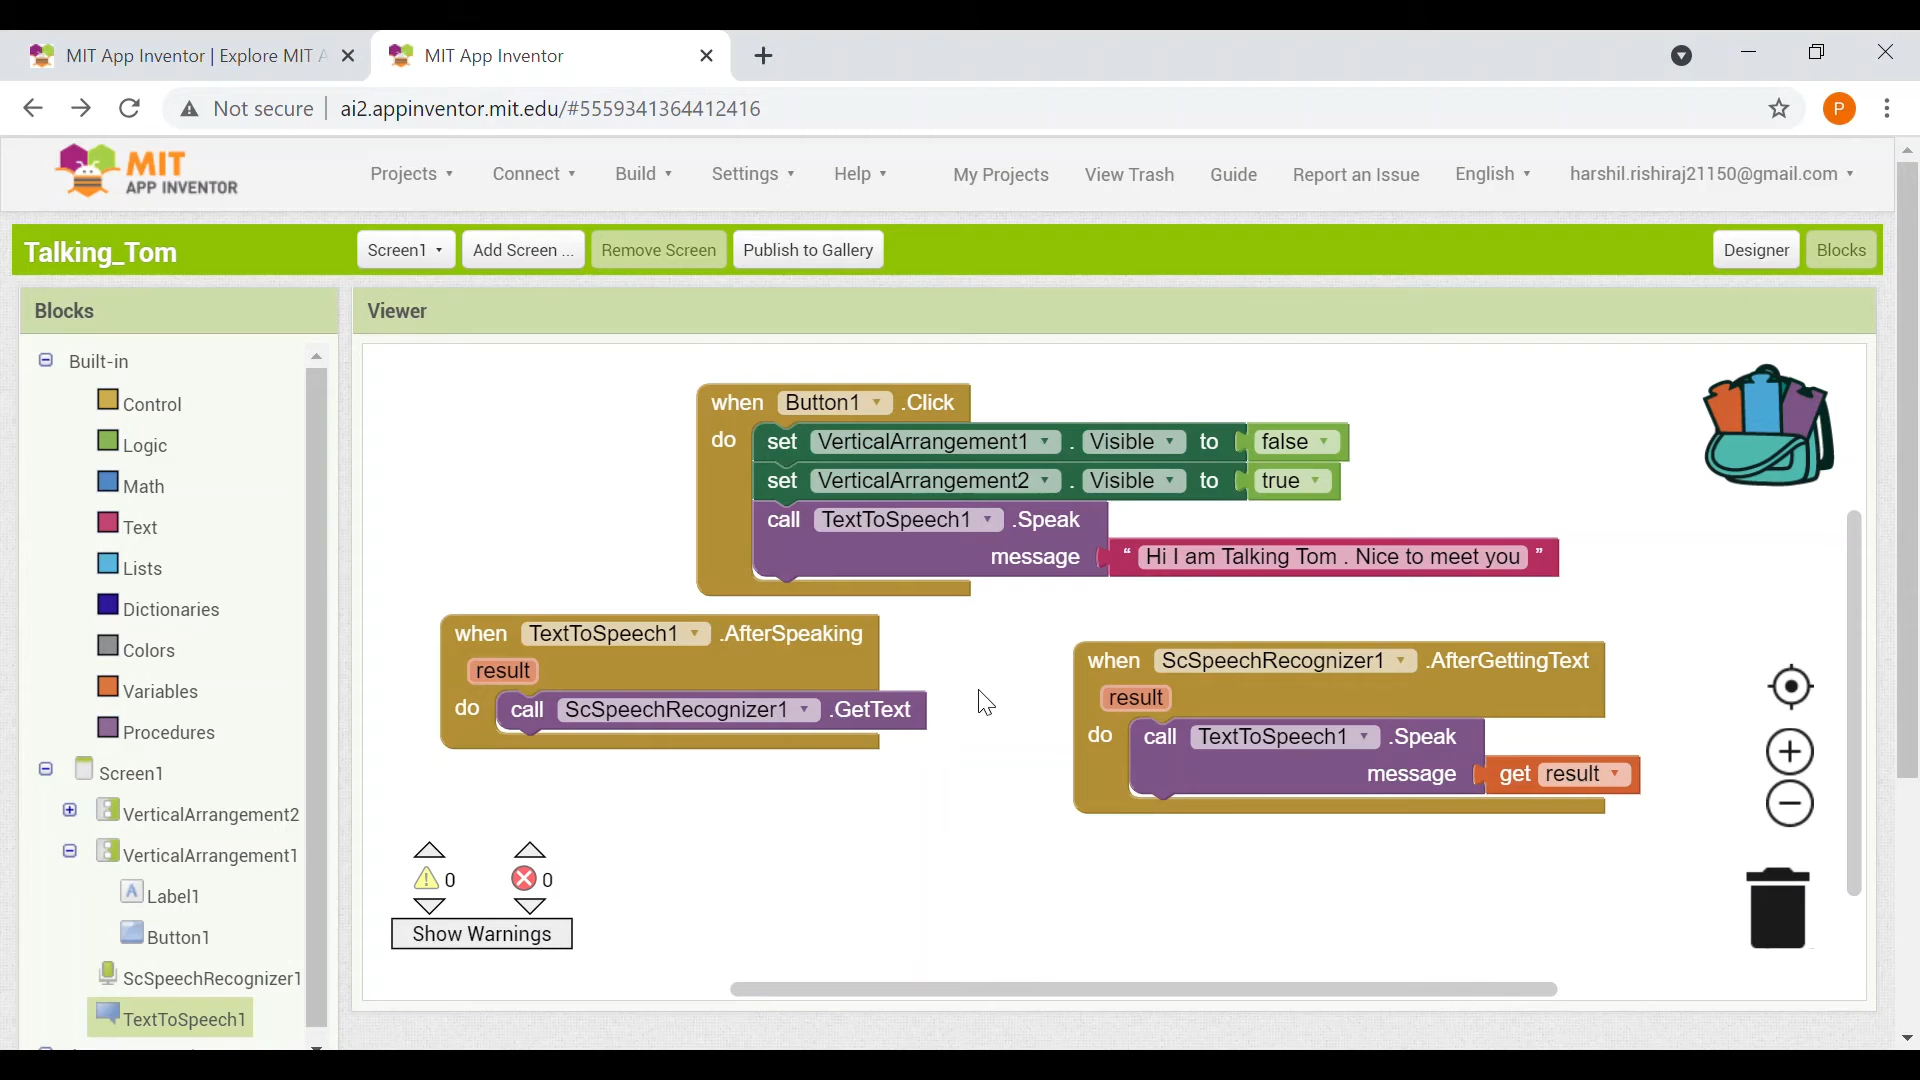 MIT App Inventor | Explore MIT A
MIT App Inventor
Not secure
ai2.appinventor.mit.edu/#5559341364412416
P
MIT
APP INVENTOR
Projects
Connect
Build
Settings
Help
My Projects
View Trash
Guide
Report an Issue
English
harshil.rishiraj21150@gmail.com
Talking_Tom
Screen1
Add Screen ...
Remove Screen
Publish to Gallery
Designer
Blocks
Blocks
Viewer
Built-in
Control
Logic
Math
Text
Lists
Dictionaries
Colors
Variables
Procedures
Screen1
VerticalArrangement2
VerticalArrangement1
A Label1
Button1
ScSpeechRecognizer1
TextToSpeech1
when Button1 .Click
do set VerticalArrangement1 . Visible to false
set VerticalArrangement2 . Visible to true
call TextToSpeech1 .Speak
message “ Hi I am Talking Tom . Nice to meet you ”
when TextToSpeech1 .AfterSpeaking
result
do call ScSpeechRecognizer1 .GetText
when ScSpeechRecognizer1 .AfterGettingText
result
do call TextToSpeech1 .Speak
message get result
0
0
Show Warnings